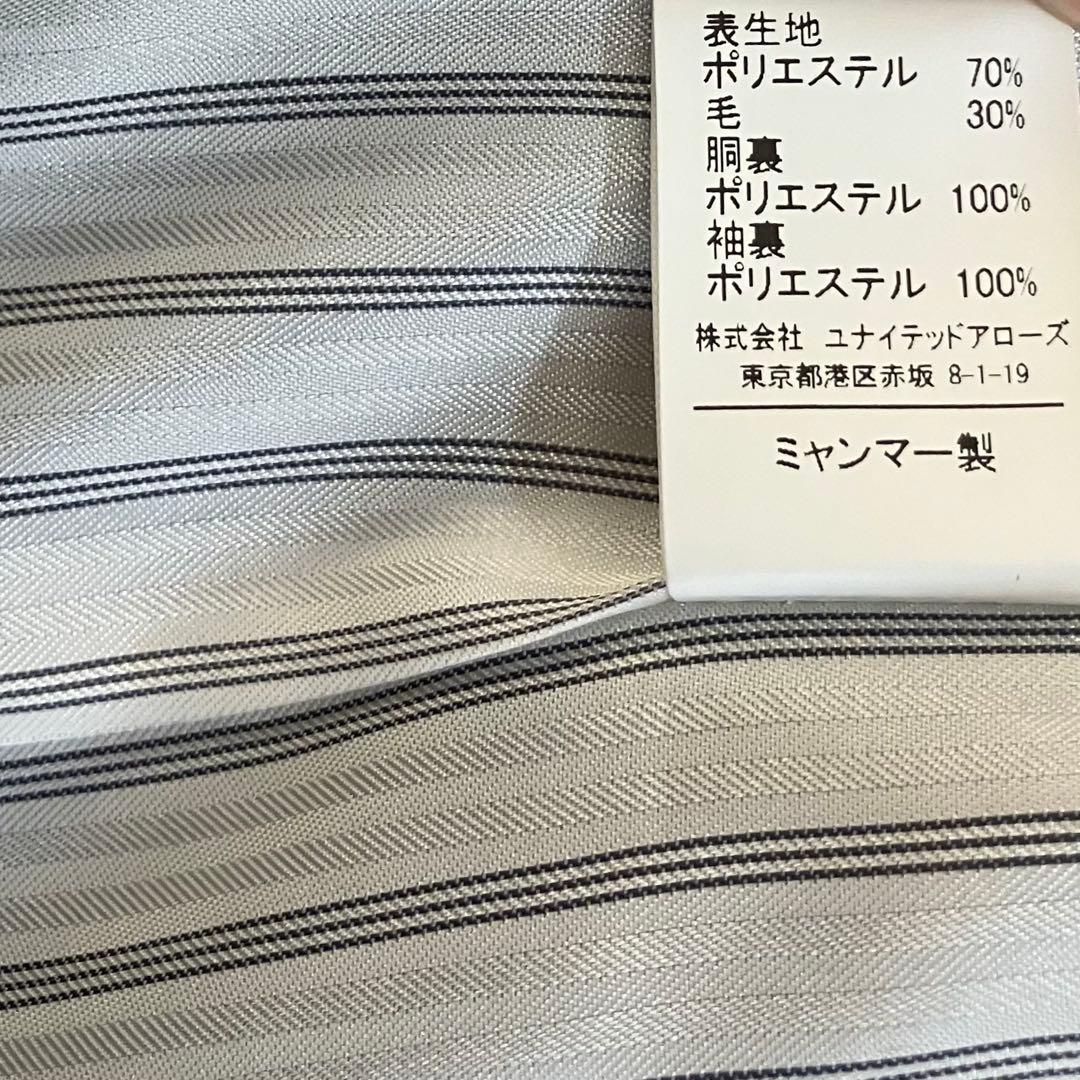 表生地
ポリエステル 70%
毛 30%
胴裏
ポリエステル 100%
袖裏
ポリエステル 100%
株式会社 ユナイテッドアローズ
東京都港区赤坂 8-1-19
ミャンマー製